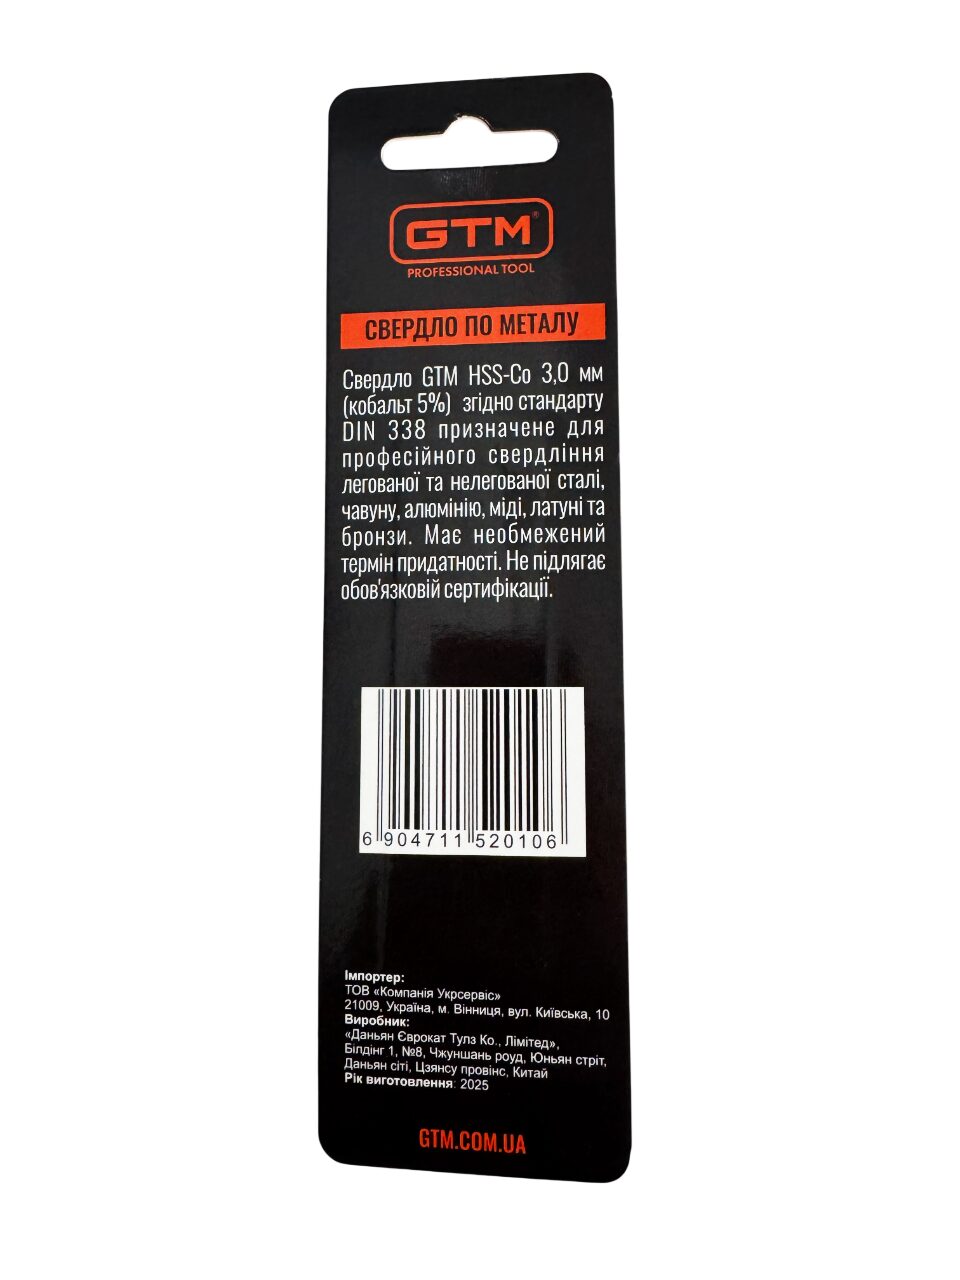 GTM®
PROFESSIONAL TOOL
СВЕРДЛО ПО МЕТАЛУ
Свердло GTM HSS-Co 3,0 мм
(кобальт 5%) згідно стандарту
DIN 338 призначене для
професійного свердління
легованої та нелегованої сталі,
чавуну, алюмінію, міді, латуні та
бронзи. Має необмежений
термін придатності. Не підлягає
обов'язковій сертифікації.
6 904711 520106
Імпортер:
ТОВ «Компанія Укрсервіс»
21009, Україна, м. Вінниця, вул. Київська, 10
Виробник:
«Даньян Єврокат Тулз Ко., Лімітед»,
Білдінг 1, №8, Чжуншань роуд, Юньян стріт,
Даньян сіті, Цзянсу провінс, Китай
Рік виготовлення: 2025
GTM.COM.UA